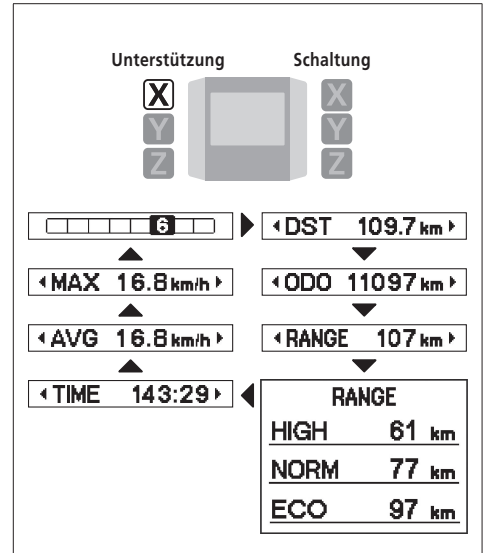 Unterstützung Schaltung
X X
Y Y
Z Z
6 DST 109.7 km
MAX 16.8 km/h ODO 11097 km
AVG 16.8 km/h RANGE 107 km
TIME 143:29 RANGE
HIGH 61 km
NORM 77 km
ECO 97 km